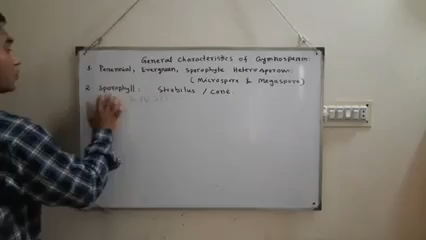 General Characteristics of Gymnosperm:
1. Perennial, Evergreen, sporophyte Heterosporous
(Microspore & Megaspore)
2. Sporophyll: Strobilus / cone.